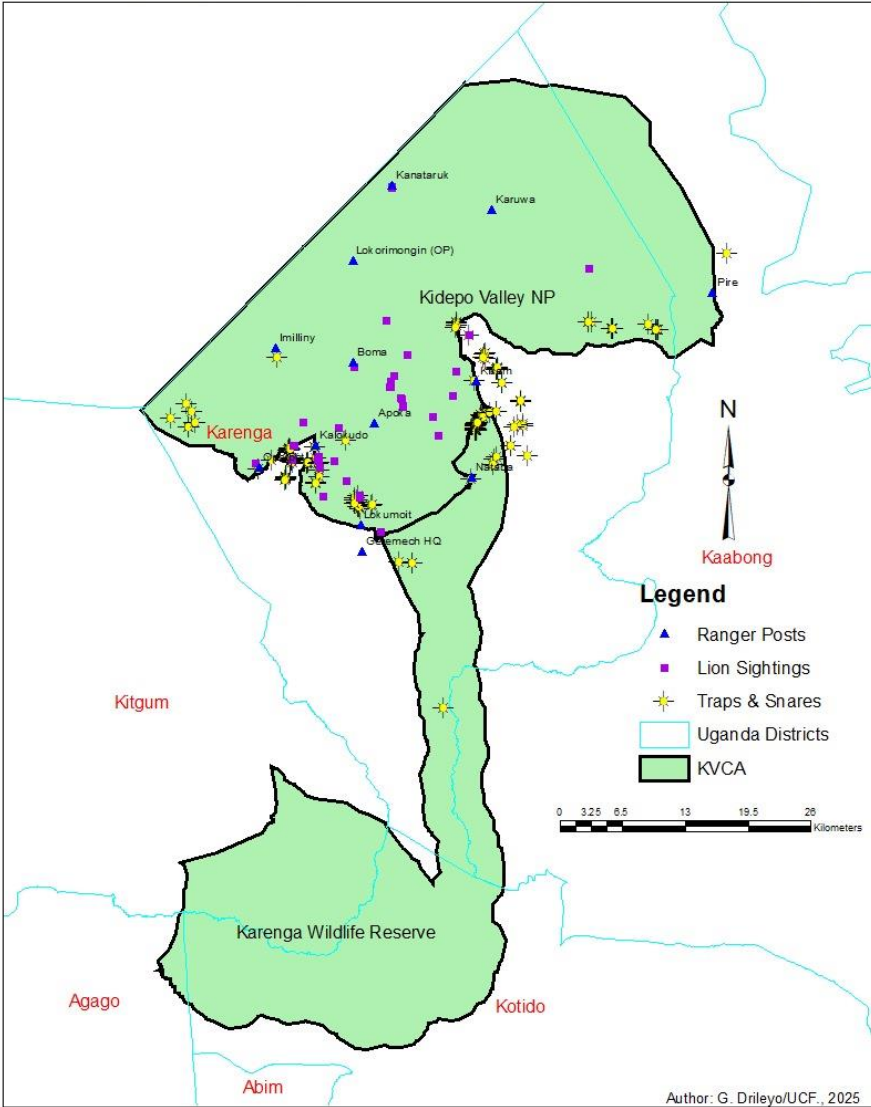 Kanataruk
Karuwa
Lokorimongin (OP)
Pire
Kidepo Valley NP
Imilliny
Boma
Apoka
Karenga
Kalokudo
N
Lokumoit
HQ
Kaabong
Legend
Ranger Posts
Lion Sightings
Traps & Snares
Uganda Districts
KVCA
Kitgum
0 3.25 6.5 13 19.5 26
Kilometers
Karenga Wildlife Reserve
Agago
Kotido
Abim
Author: G. Drileyo/UCF., 2025